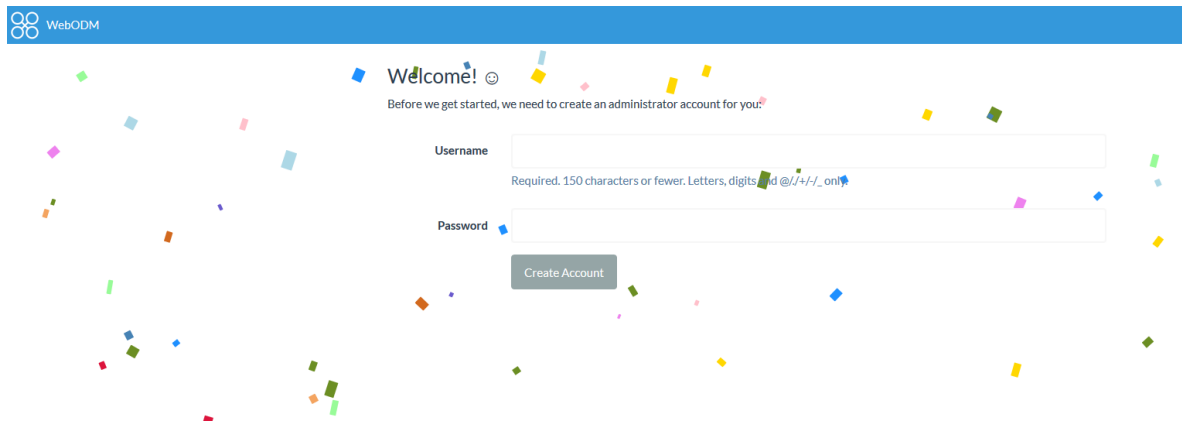 WebODM
Welcome! ☺
Before we get started, we need to create an administrator account for you:
Username
Required. 150 characters or fewer. Letters, digits and @/./+/-/_ only.
Password
Create Account